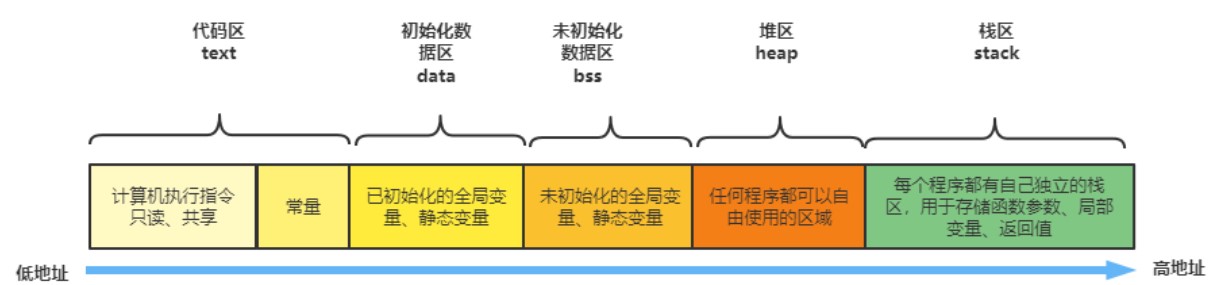 代码区
text
初始化数
据区
data
未初始化
数据区
bss
堆区
heap
栈区
stack
计算机执行指令
只读、共享
常量
已初始化的全局变
量、静态变量
未初始化的全局变
量、静态变量
任何程序都可以自
由使用的区域
每个程序都有自己独立的栈
区，用于存储函数参数、局部
变量、返回值
低地址
高地址